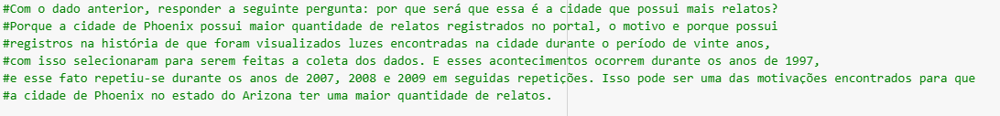 #Com o dado anterior, responder a seguinte pergunta: por que será que essa é a cidade que possui mais relatos?
#Porque a cidade de Phoenix possui maior quantidade de relatos registrados no portal, o motivo e porque possui
#registros na história de que foram visualizados luzes encontradas na cidade durante o período de vinte anos,
#com isso selecionaram para serem feitas a coleta dos dados. E esses acontecimentos ocorrem durante os anos de 1997,
#e esse fato repetiu-se durante os anos de 2007, 2008 e 2009 em seguidas repetições. Isso pode ser uma das motivações encontrados para que
#a cidade de Phoenix no estado do Arizona ter uma maior quantidade de relatos.